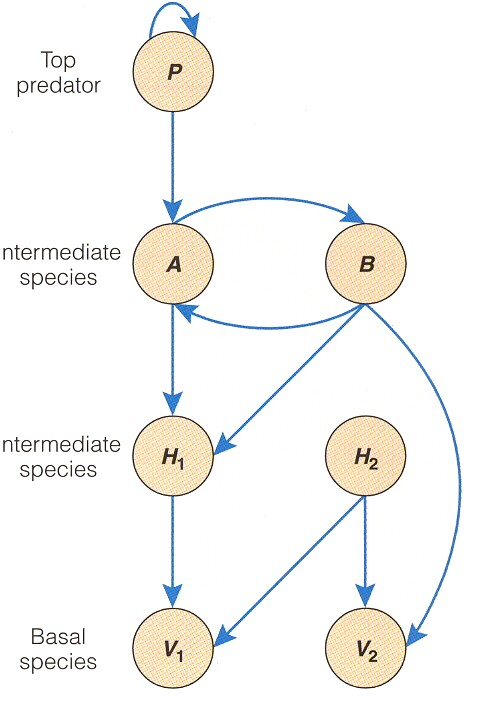 Top
predator
P
ntermediate
species
A
B
ntermediate
species
H₁
H₂
Basal
species
V₁
V₂